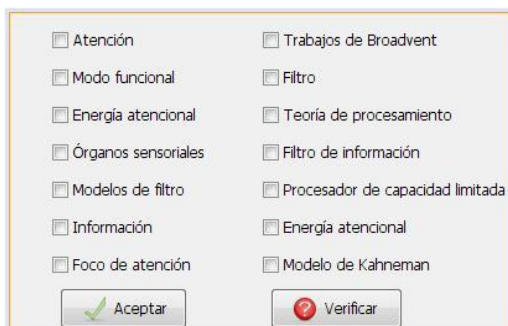 Atención
Trabajos de Broadvent
Modo funcional
Filtro
Energía atencional
Teoría de procesamiento
Órganos sensoriales
Filtro de información
Modelos de filtro
Procesador de capacidad limitada
Información
Energía atencional
Foco de atención
Modelo de Kahneman
Aceptar
Verificar